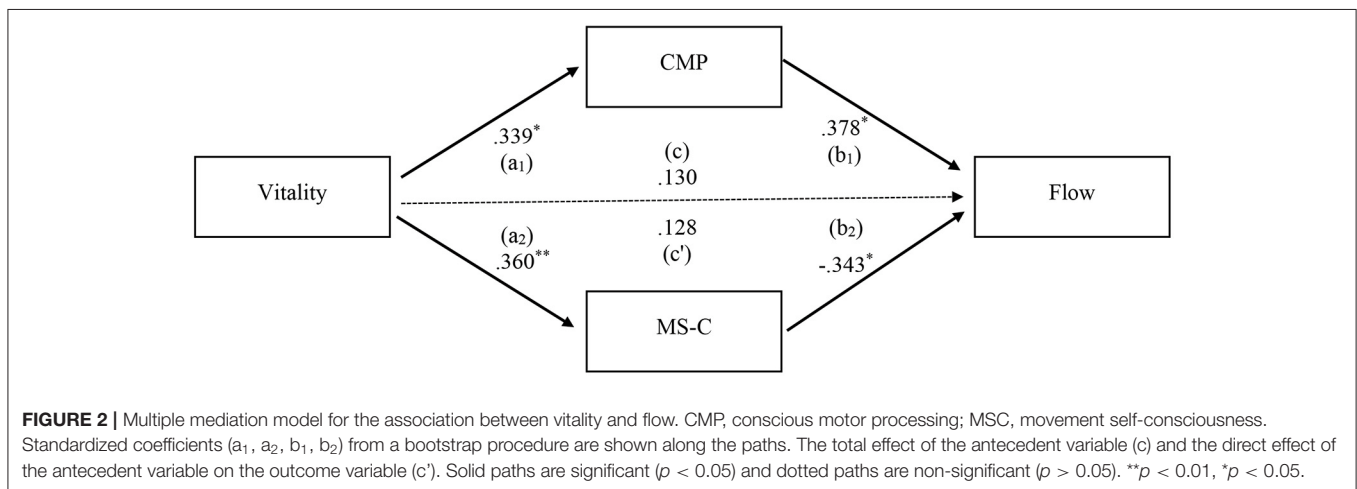 CMP
.339*
(a₁)
(c)
.130
.378*
(b₁)
Vitality
Flow
(a₂)
.360**
.128
(c')
(b₂)
-.343*
MS-C
FIGURE 2 | Multiple mediation model for the association between vitality and flow. CMP, conscious motor processing; MSC, movement self-consciousness.
Standardized coefficients (a₁, a₂, b₁, b₂) from a bootstrap procedure are shown along the paths. The total effect of the antecedent variable (c) and the direct effect of
the antecedent variable on the outcome variable (c'). Solid paths are significant (p < 0.05) and dotted paths are non-significant (p > 0.05). **p < 0.01, *p < 0.05.